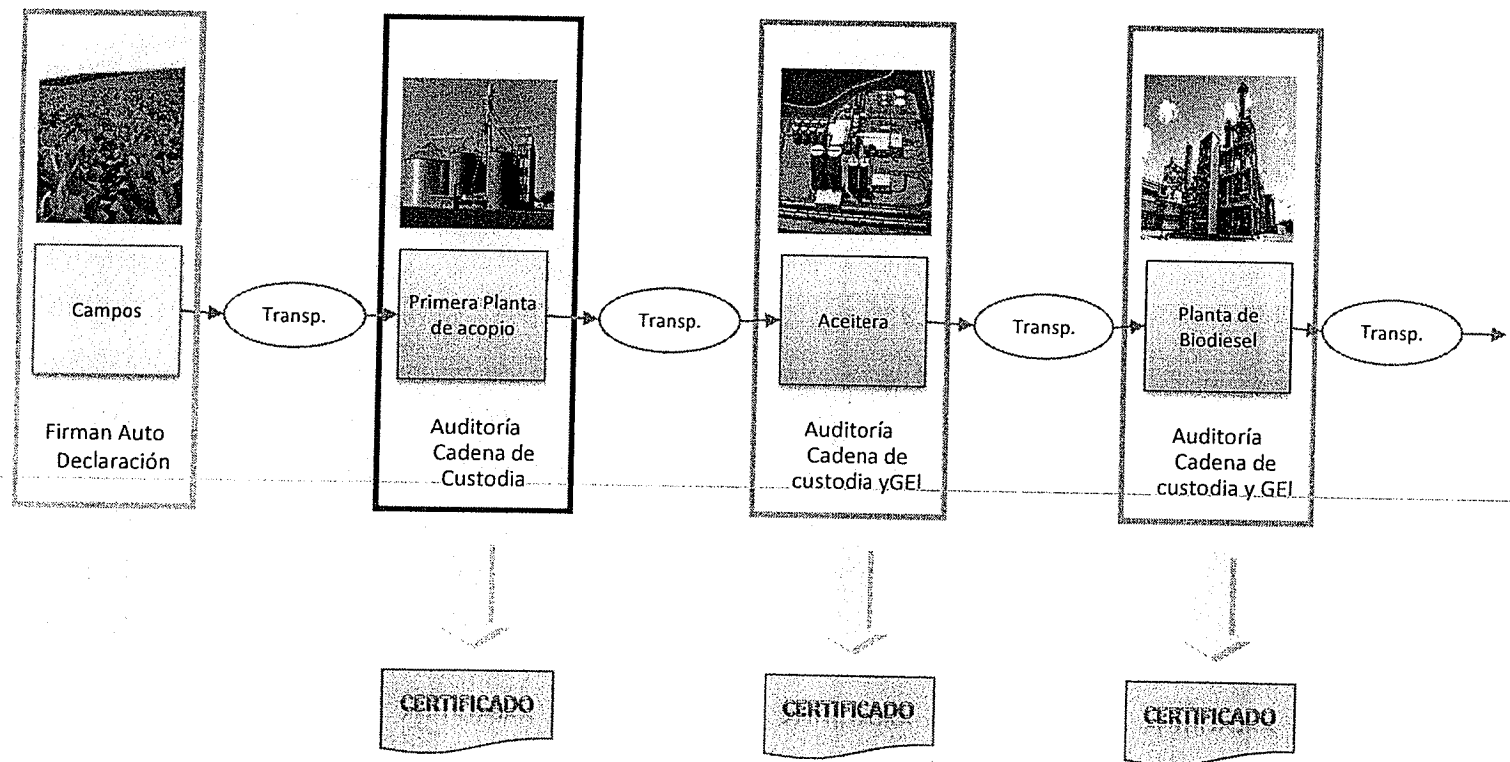 Campos
Transp.
Primera Planta
de acopio
Transp.
Aceitera
Transp.
Planta de
Biodiesel
Transp.
Firman Auto
Declaración
Auditoría
Cadena de
Custodia
Auditoría
Cadena de
custodia yGEI
Auditoría
Cadena de
custodia y GEI
CERTIFICADO
CERTIFICADO
CERTIFICADO